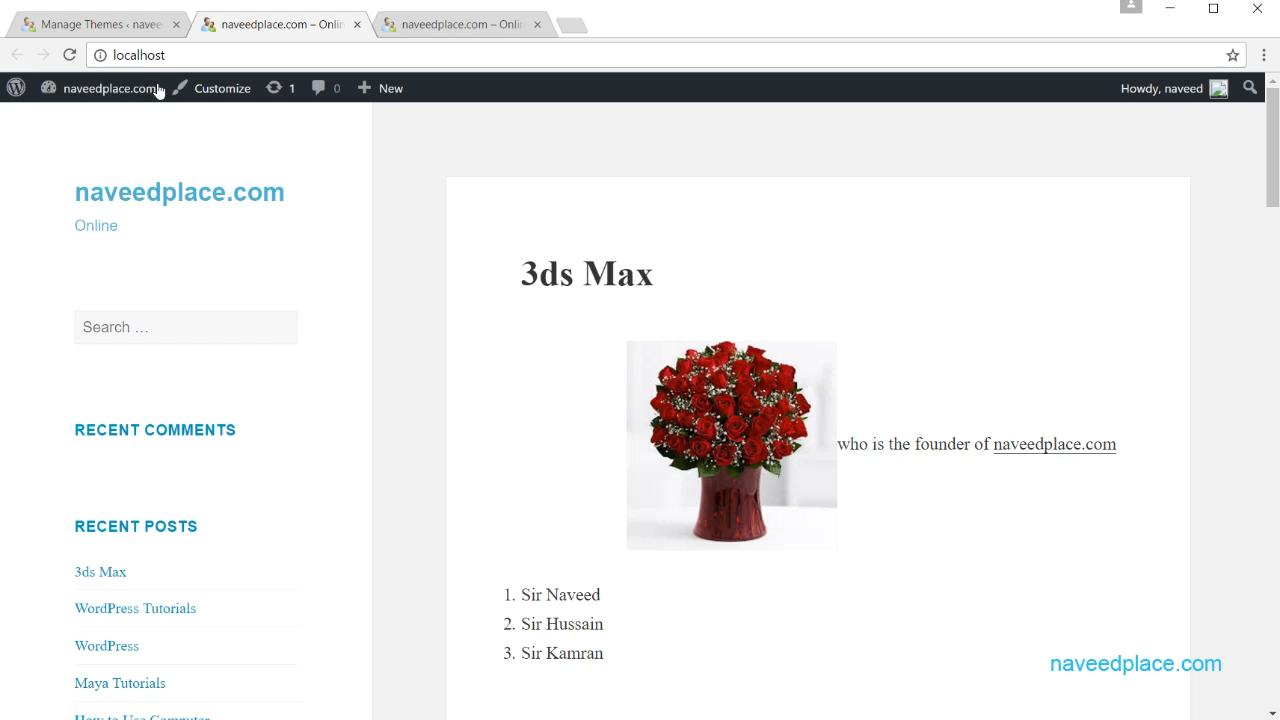 Manage Themes ‹ navee
naveedplace.com – Onlin
naveedplace.com – Onlin
localhost
naveedplace.com
Customize
1
0
New
Howdy, naveed
naveedplace.com
Online
Search …
RECENT COMMENTS
RECENT POSTS
3ds Max
WordPress Tutorials
WordPress
Maya Tutorials
How to Use Computer
3ds Max
who is the founder of naveedplace.com
1. Sir Naveed
2. Sir Hussain
3. Sir Kamran
naveedplace.com